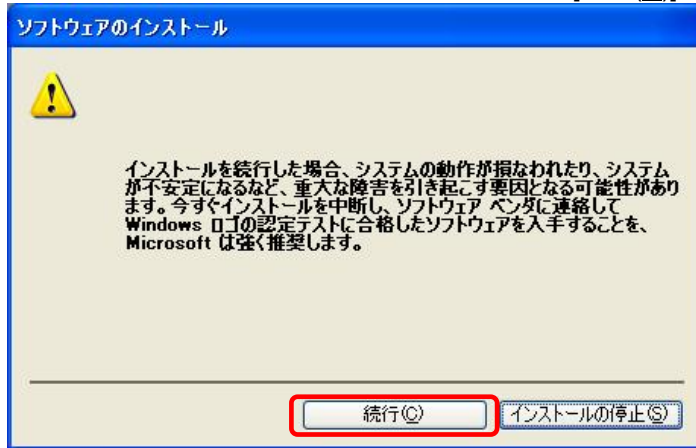 ソフトウェアのインストール
インストールを続行した場合、システムの動作が損なわれたり、システム
が不安定になるなど、重大な障害を引き起こす要因となる可能性があり
ます。今すぐインストールを中断し、ソフトウェア ベンダに連絡して
Windows ロゴの認定テストに合格したソフトウェアを入手することを、
Microsoft は強く推奨します。
続行(C) インストールの停止(S)